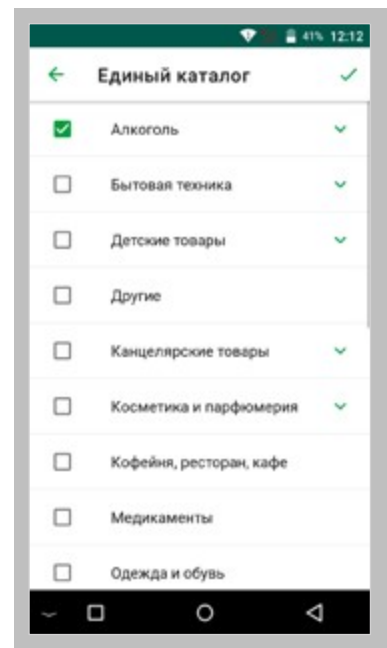 41% 12:12
Единый каталог
Алкоголь
Бытовая техника
Детские товары
Другие
Канцелярские товары
Косметика и парфюмерия
Кофейня, ресторан, кафе
Медикаменты
Одежда и обувь